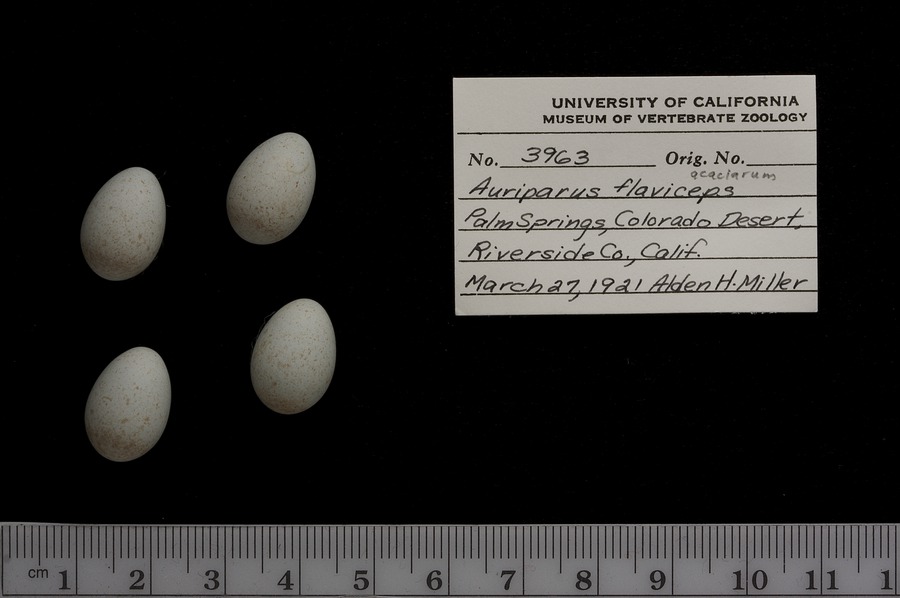 UNIVERSITY OF CALIFORNIA
MUSEUM OF VERTEBRATE ZOOLOGY
No. 3963 Orig. No.
acaciarum
Auriparus flaviceps
Palm Springs, Colorado Desert,
Riverside Co., Calif.
March 27, 1921 Alden H. Miller
cm 1 2 3 4 5 6 7 8 9 10 11 1